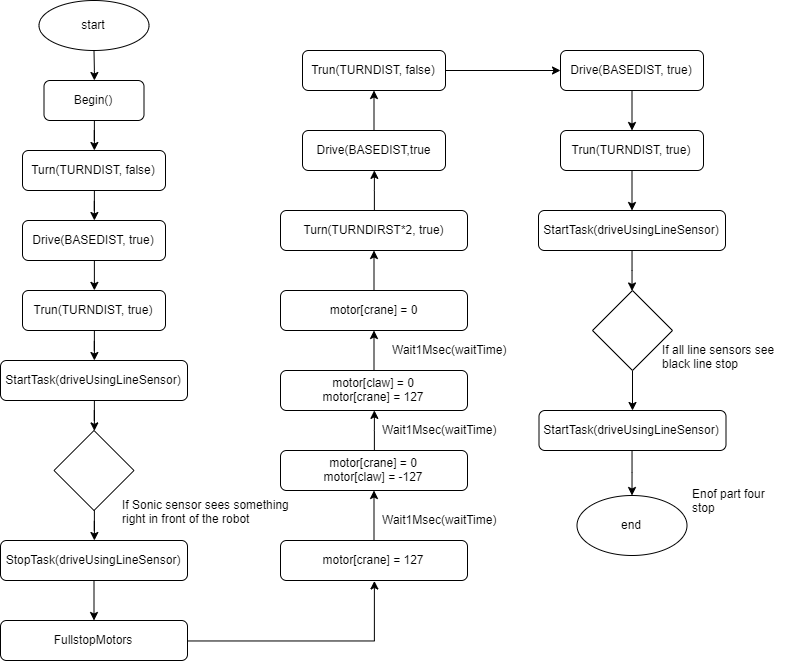 start
Begin()
Turn(TURNDIST, false)
Drive(BASEDIST, true)
Trun(TURNDIST, true)
StartTask(driveUsingLineSensor)
If Sonic sensor sees something
right in front of the robot
StopTask(driveUsingLineSensor)
FullstopMotors
motor[crane] = 127
Wait1Msec(waitTime)
motor[crane] = 0
motor[claw] = -127
Wait1Msec(waitTime)
motor[claw] = 0
motor[crane] = 127
Wait1Msec(waitTime)
motor[crane] = 0
Turn(TURNDIRST*2, true)
Drive(BASEDIST,true
Trun(TURNDIST, false)
Drive(BASEDIST, true)
Trun(TURNDIST, true)
StartTask(driveUsingLineSensor)
If all line sensors see
black line stop
StartTask(driveUsingLineSensor)
Enof part four
stop
end